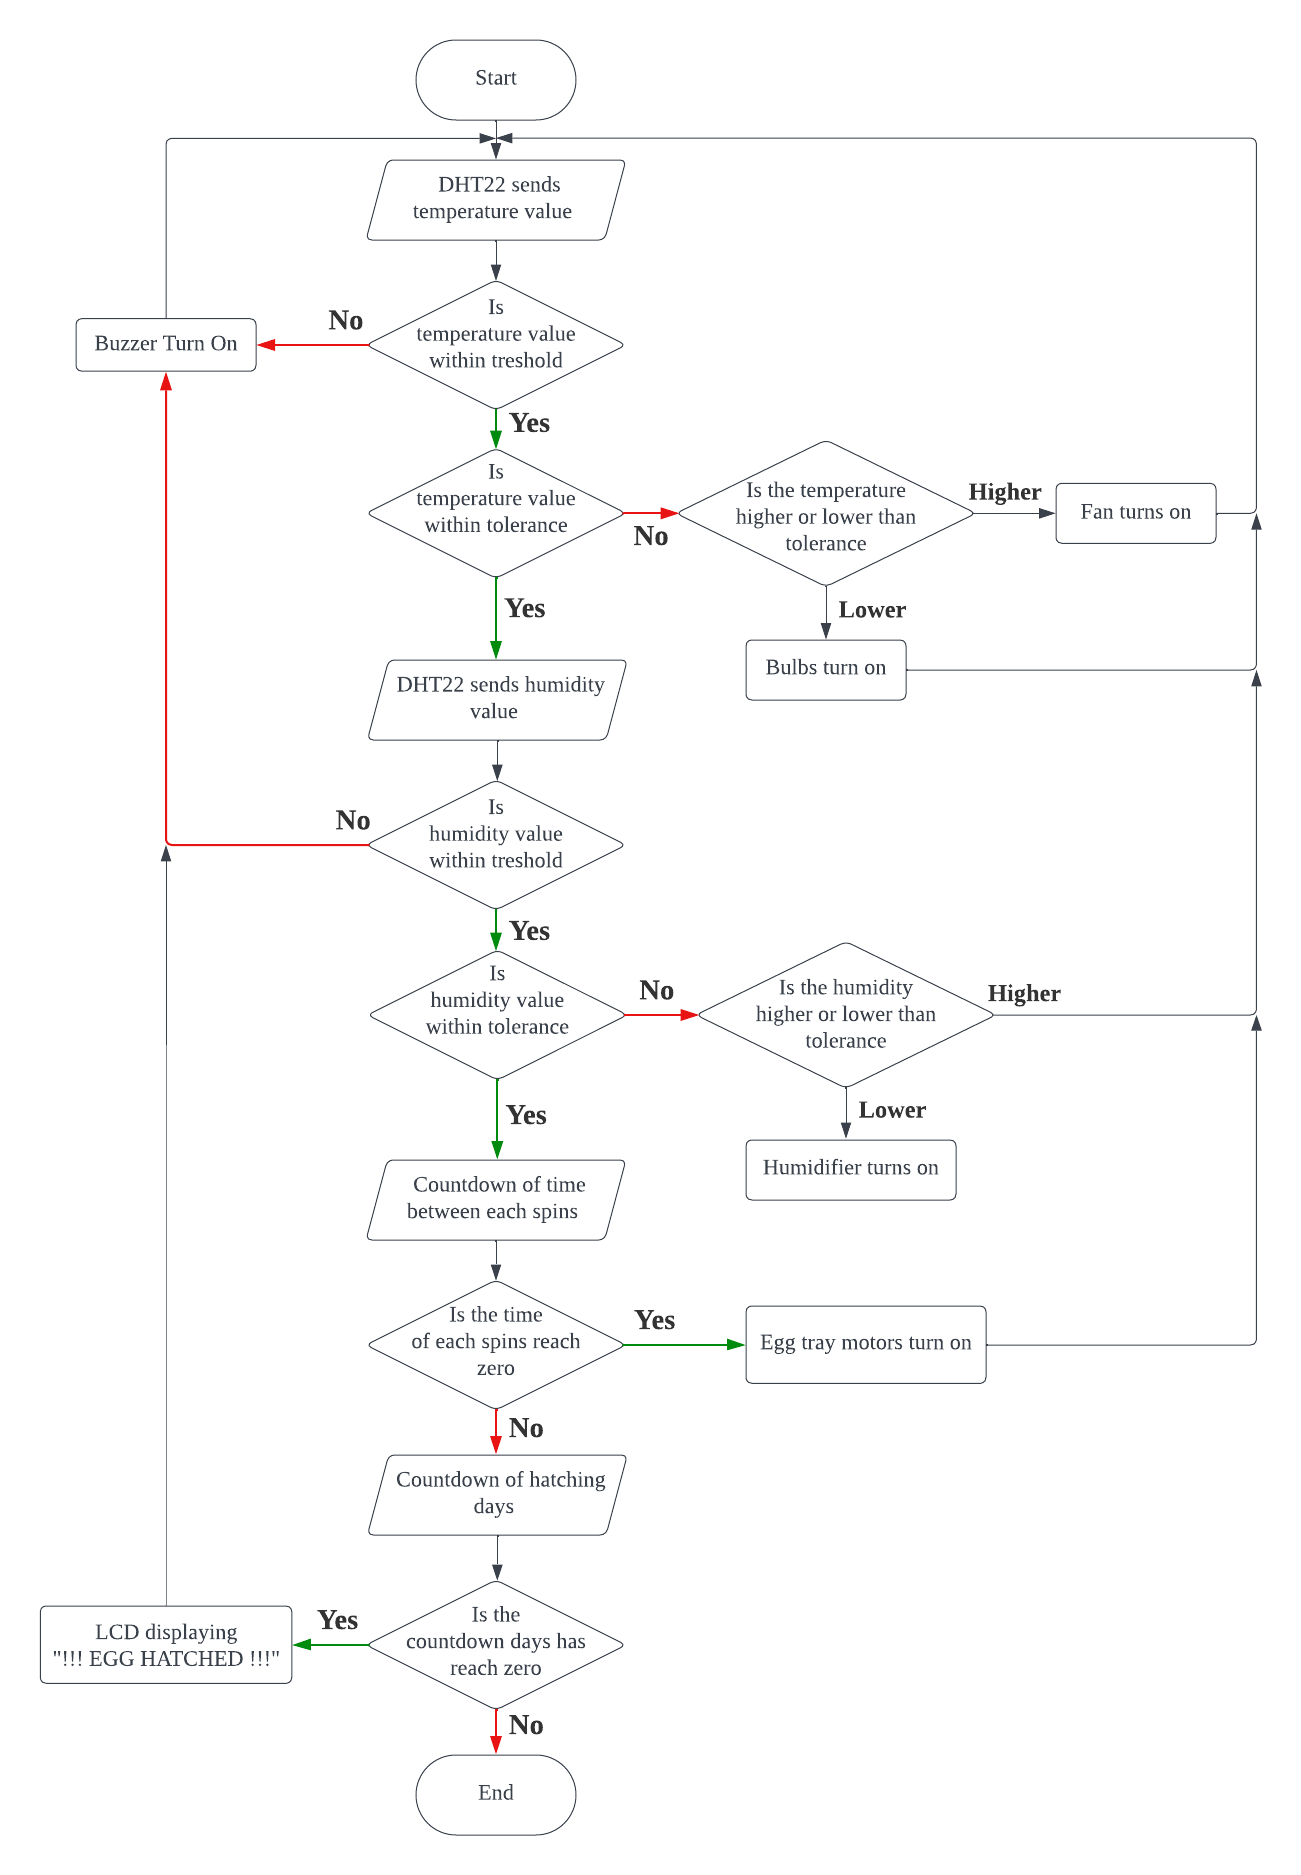 Start
DHT22 sends
temperature value
Is
temperature value
within treshold
No
Buzzer Turn On
Yes
Is
temperature value
within tolerance
No
Is the temperature
higher or lower than
tolerance
Higher
Fan turns on
Lower
Bulbs turn on
Yes
DHT22 sends humidity
value
Is
humidity value
within treshold
No
Yes
Is
humidity value
within tolerance
No
Is the humidity
higher or lower than
tolerance
Higher
Lower
Humidifier turns on
Yes
Countdown of time
between each spins
Is the time
of each spins reach
zero
Yes
Egg tray motors turn on
No
Countdown of hatching
days
Is the
countdown days has
reach zero
Yes
LCD displaying
"!!! EGG HATCHED !!!"
No
End